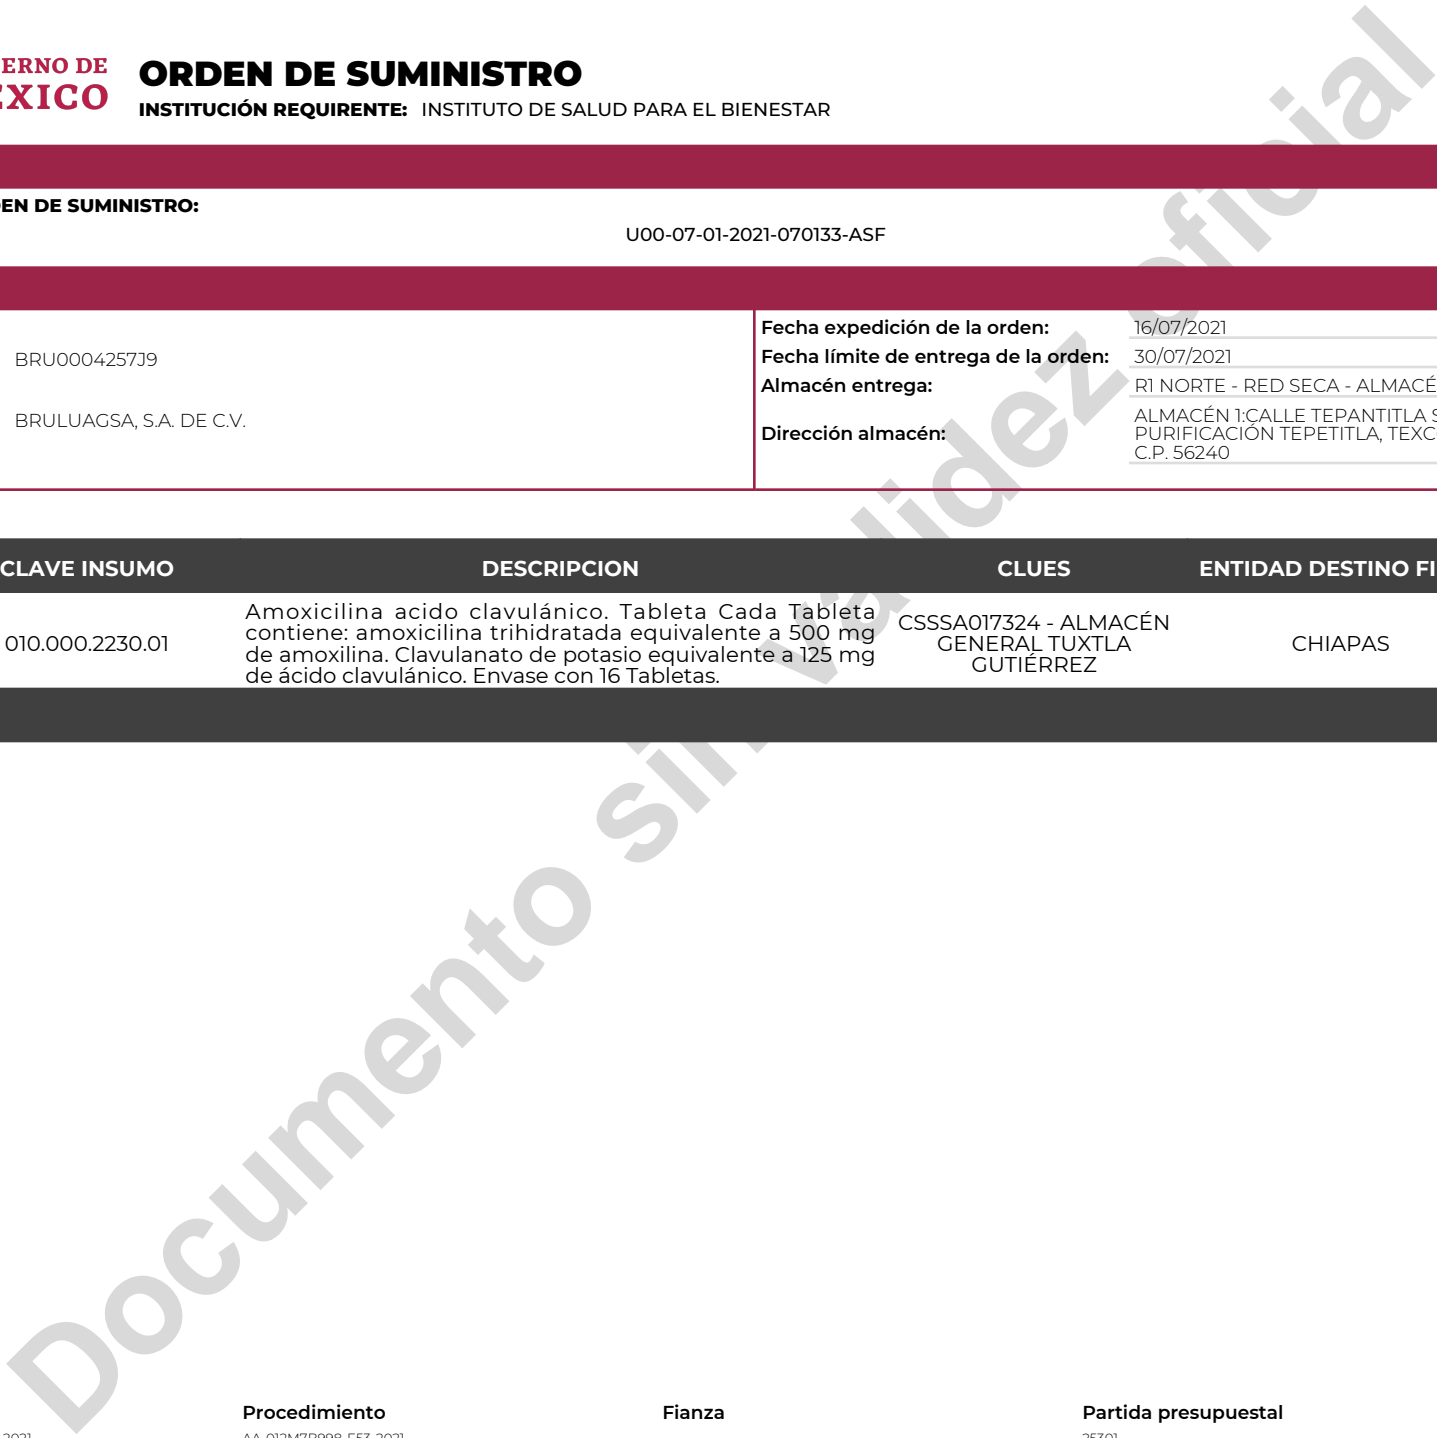 ERNO DE
ÉXICO
ORDEN DE SUMINISTRO
INSTITUCIÓN REQUIRENTE: INSTITUTO DE SALUD PARA EL BIENESTAR
EN DE SUMINISTRO:
U00-07-01-2021-070133-ASF
BRU0004257J9
BRULUAGSA, S.A. DE C.V.
Fecha expedición de la orden: 16/07/2021
Fecha límite de entrega de la orden: 30/07/2021
Almacén entrega: R1 NORTE - RED SECA - ALMACÉ
Dirección almacén:
ALMACÉN 1:CALLE TEPANTITLA S
PURIFICACIÓN TEPETITLA, TEXC
C.P. 56240
CLAVE INSUMO DESCRIPCION CLUES ENTIDAD DESTINO FI
010.000.2230.01
Amoxicilina acido clavulánico. Tableta Cada Tableta
contiene: amoxicilina trihidratada equivalente a 500 mg
de amoxilina. Clavulanato de potasio equivalente a 125 mg
de ácido clavulánico. Envase con 16 Tabletas.
CSSSA017324 - ALMACÉN
GENERAL TUXTLA
GUTIÉRREZ
CHIAPAS
Documento sin validez oficial
Procedimiento Fianza Partida presupuestal